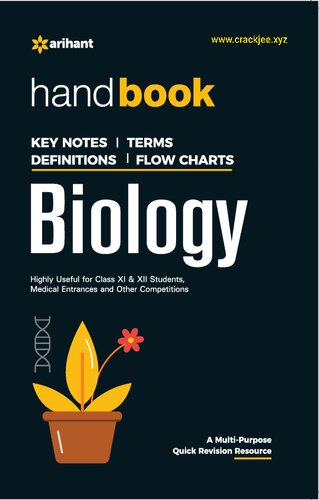 arihant
www.crackjee.xyz
handbook
KEY NOTES | TERMS
DEFINITIONS | FLOW CHARTS
Biology
Highly Useful for Class XI & XII Students,
Medical Entrances and Other Competitions
A Multi-Purpose
Quick Revision Resource